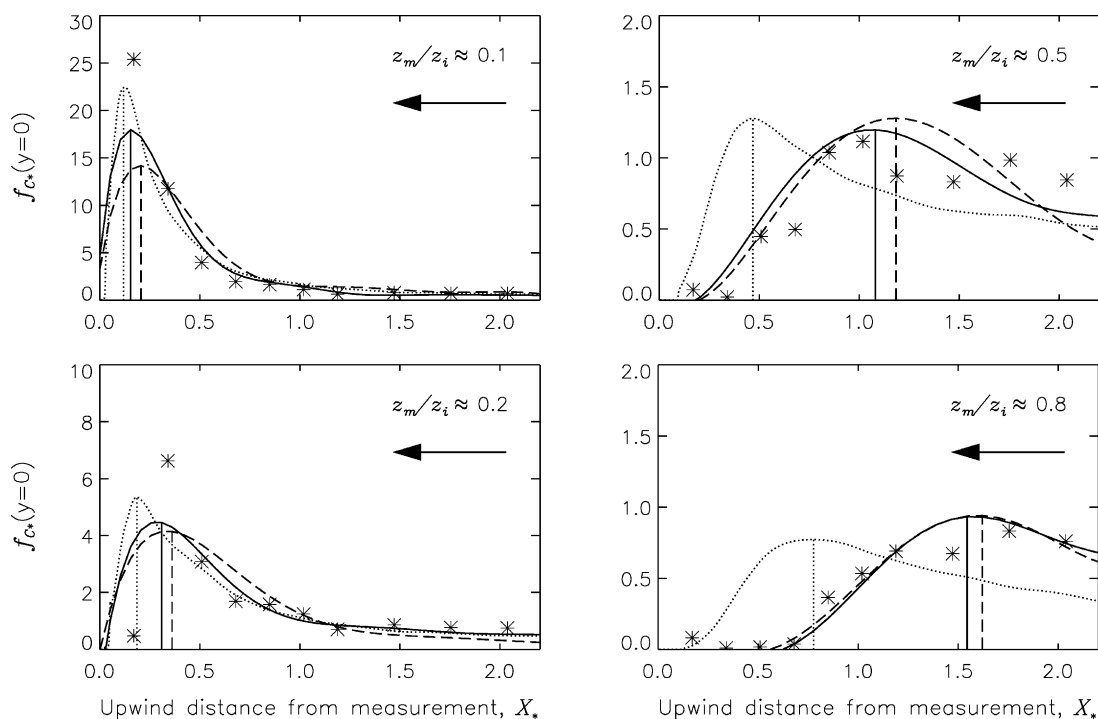 30
25
20
15
10
5
0
0.0 0.5 1.0 1.5 2.0
f_C*(y=0)
z_m/z_i ≈ 0.1
2.0
1.5
1.0
0.5
0.0
0.0 0.5 1.0 1.5 2.0
z_m/z_i ≈ 0.5
10
8
6
4
2
0
0.0 0.5 1.0 1.5 2.0
f_C*(y=0)
z_m/z_i ≈ 0.2
Upwind distance from measurement, X_*
2.0
1.5
1.0
0.5
0.0
0.0 0.5 1.0 1.5 2.0
z_m/z_i ≈ 0.8
Upwind distance from measurement, X_*